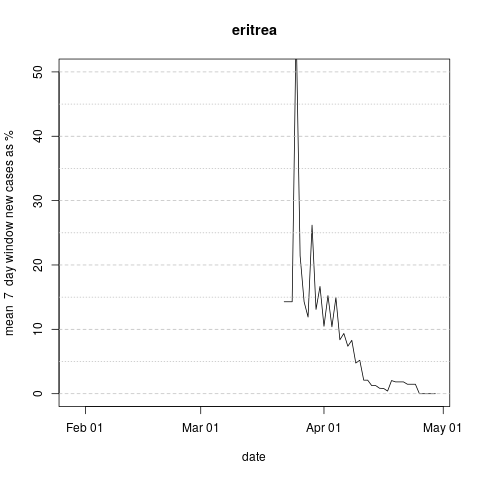 eritrea
mean 7 day window new cases as %
50
40
30
20
10
0
Feb 01
Mar 01
Apr 01
May 01
date